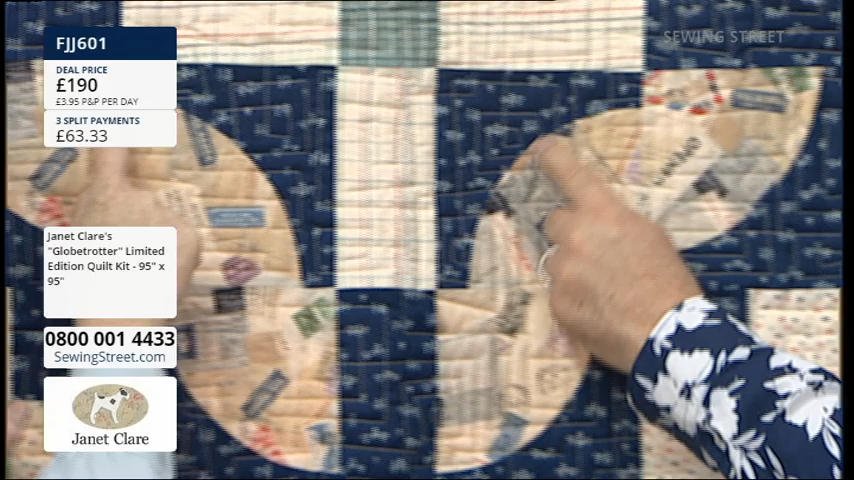 FJJ601
DEAL PRICE
£190
£3.95 P&P PER DAY
3 SPLIT PAYMENTS
£63.33
Janet Clare's
"Globetrotter" Limited
Edition Quilt Kit - 95" x
95"
0800 001 4433
SewingStreet.com
Janet Clare
SEWING STREET